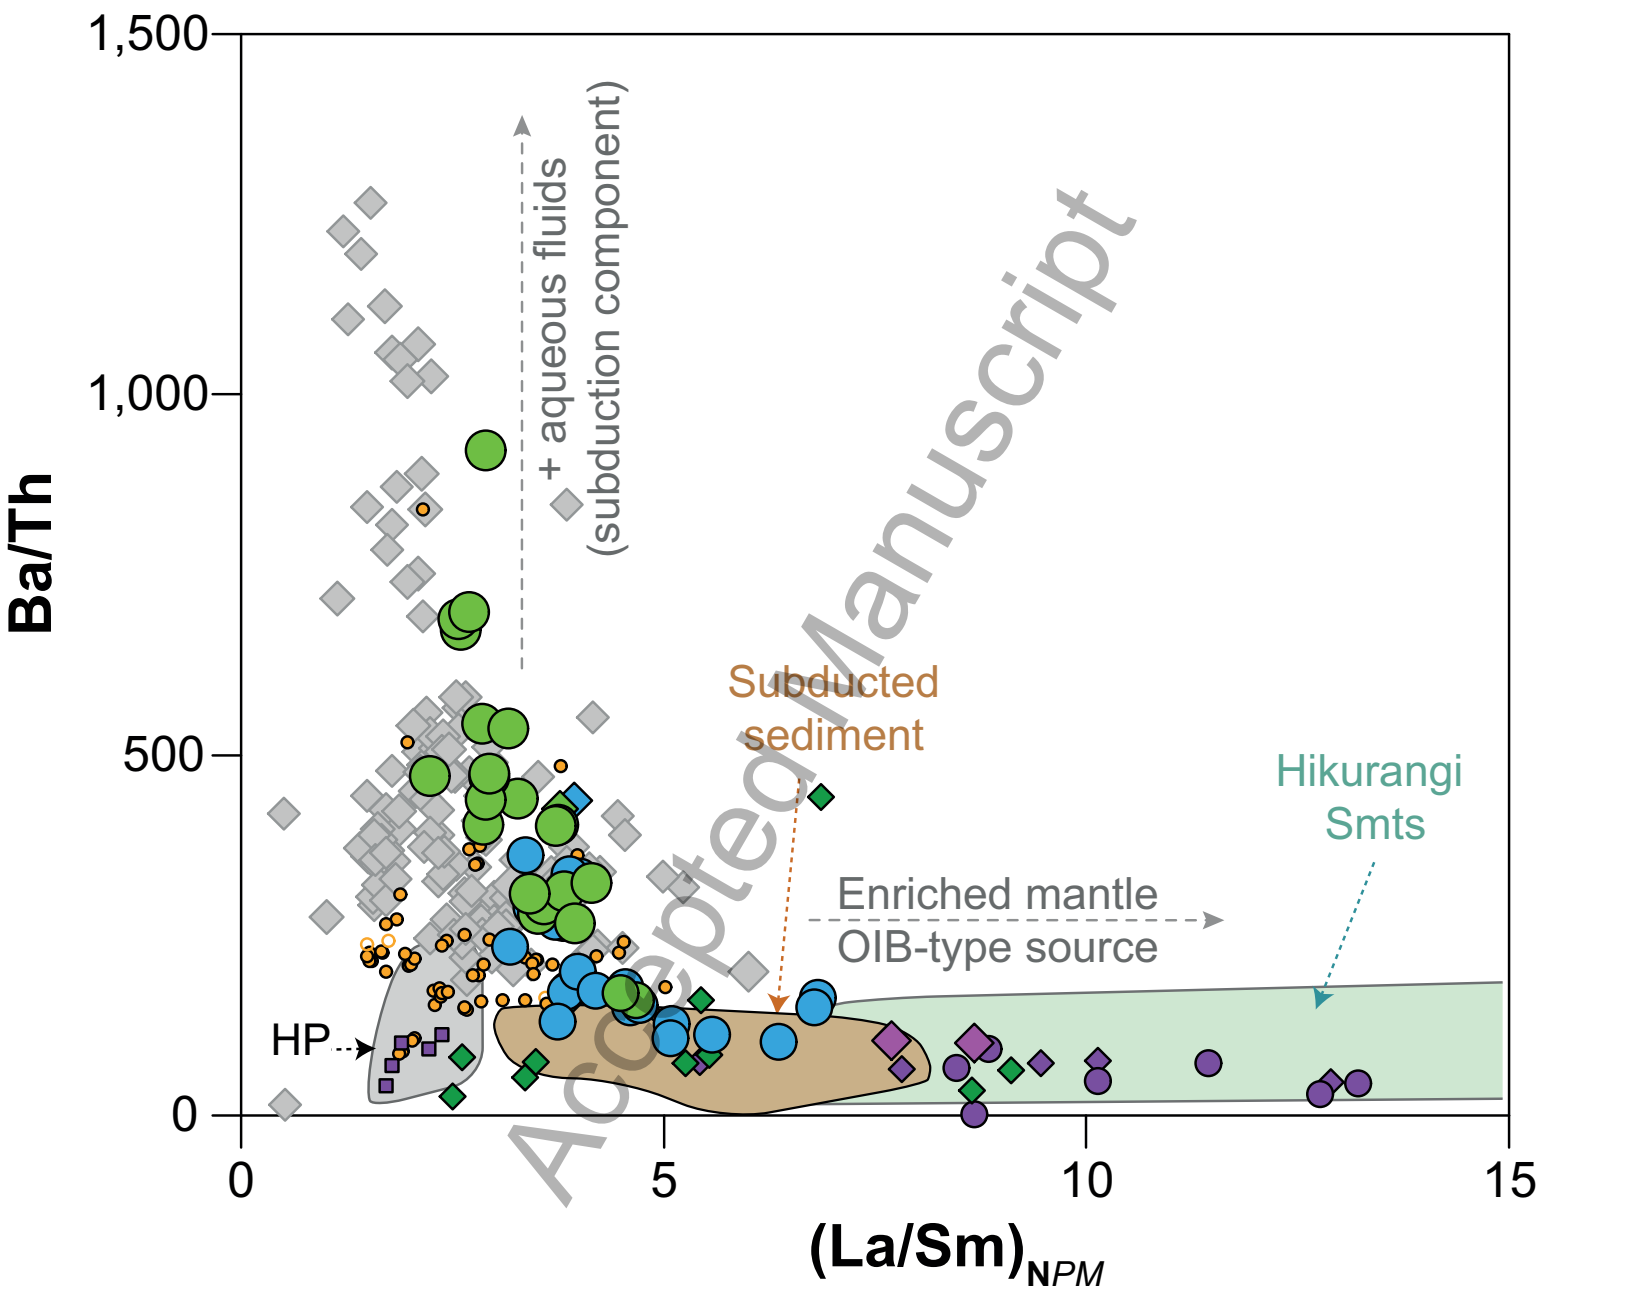 1,500
1,000
500
0
0
5
10
15
Ba/Th
(La/Sm)NPM
+ aqueous fluids
(subduction component)
Subducted
sediment
Hikurangi
Smts
Enriched mantle
OIB-type source
HP
Accepted Manuscript